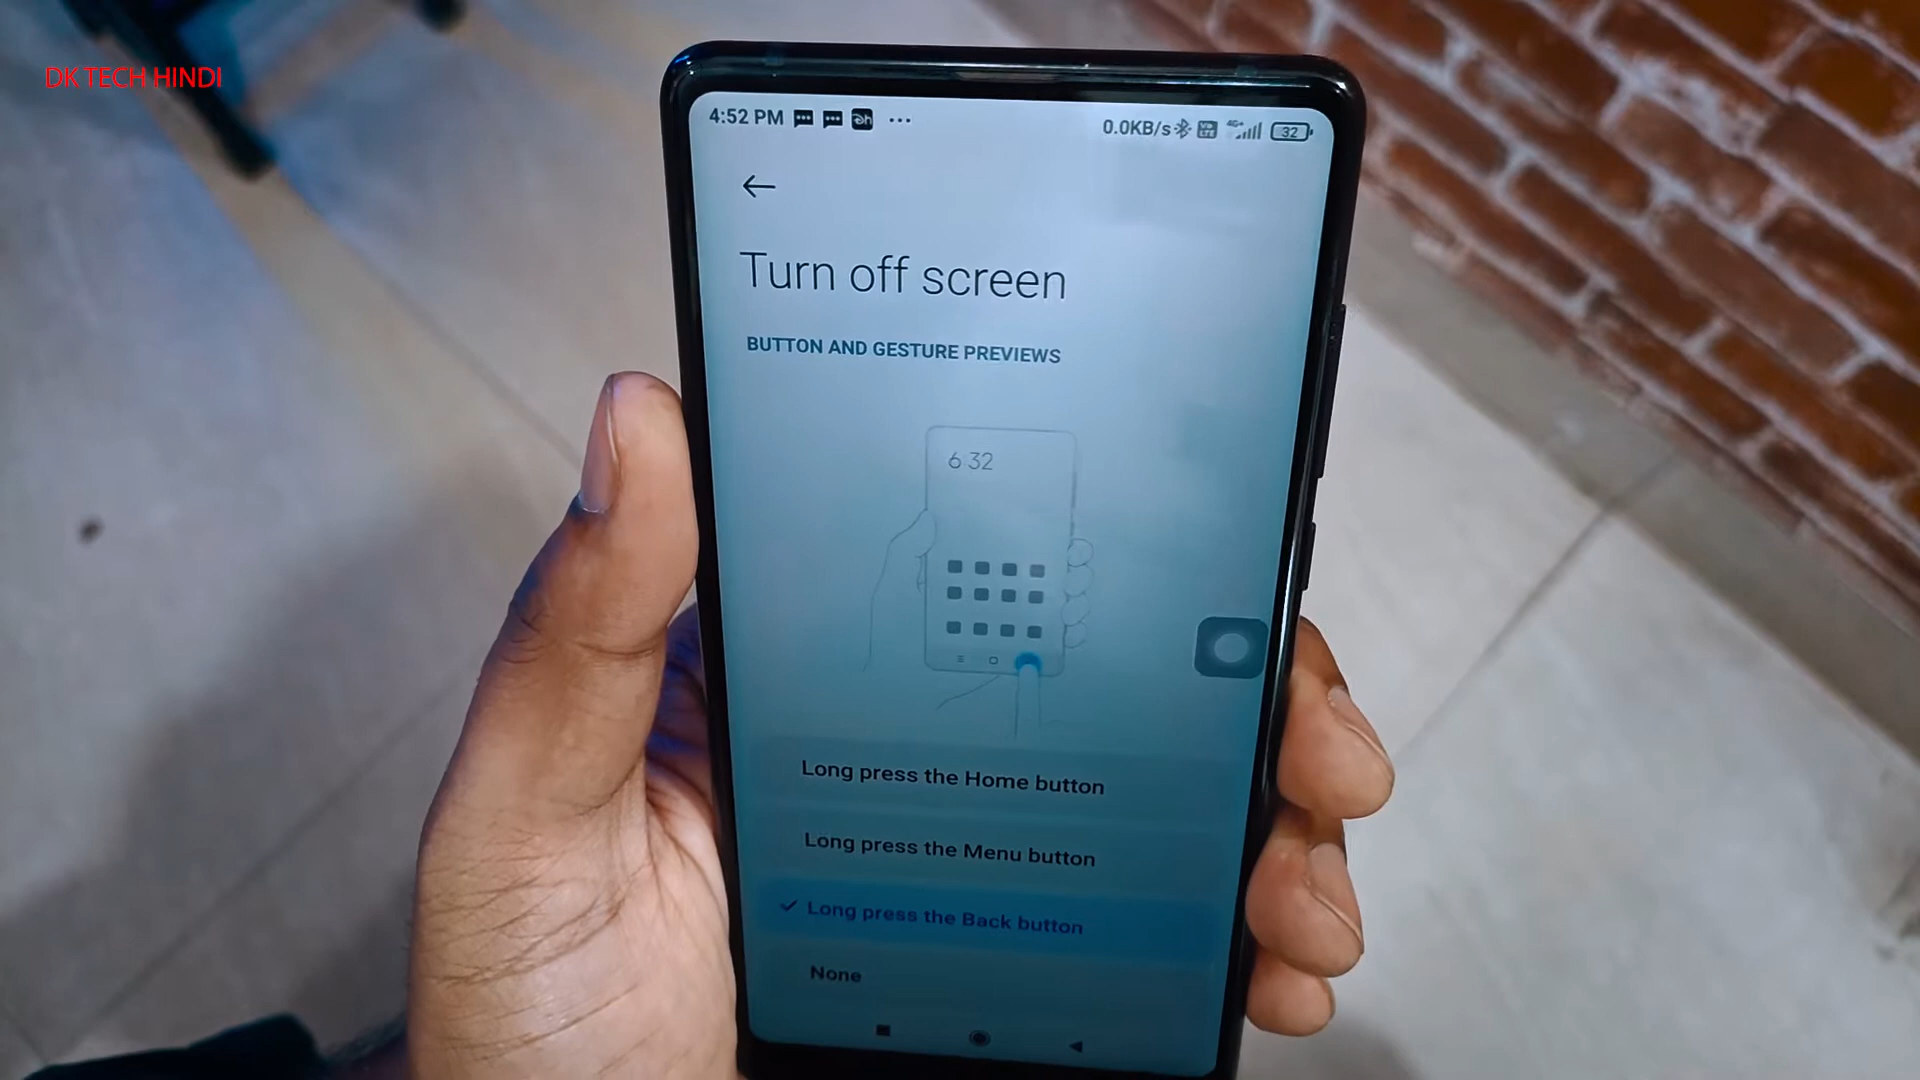 DK TECH HINDI
4:52 PM
0.0KB/s 4G+ 32
Turn off screen
BUTTON AND GESTURE PREVIEWS
6 32
Long press the Home button
Long press the Menu button
Long press the Back button
None